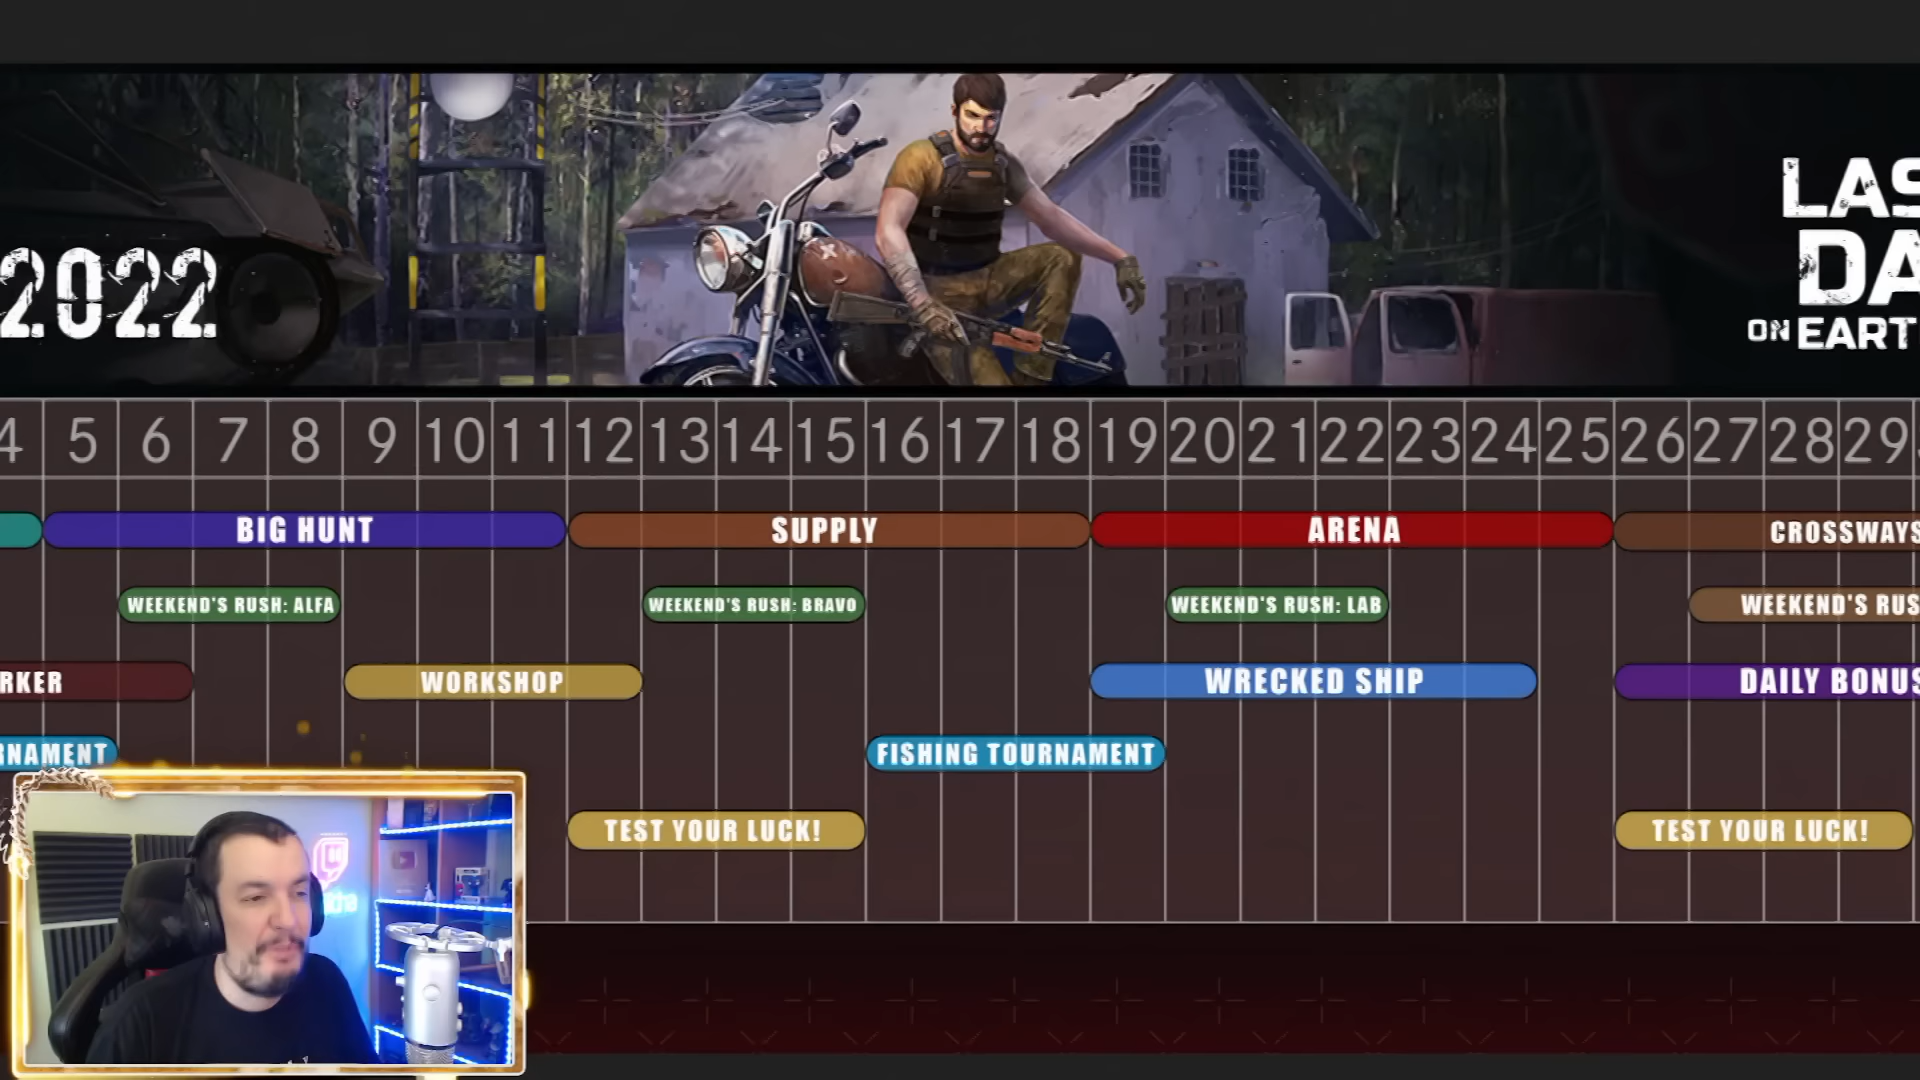 LAS
DA
2022
ON EART
4 5 6 7 8 9 10 11 12 13 14 15 16 17 18 19 20 21 22 23 24 25 26 27 28 29
BIG HUNT SUPPLY ARENA CROSSWAYS
WEEKEND'S RUSH: ALFA WEEKEND'S RUSH: BRAVO WEEKEND'S RUSH: LAB WEEKEND'S RUS
RKER WORKSHOP WRECKED SHIP DAILY BONUS
RNAMENT FISHING TOURNAMENT
TEST YOUR LUCK! TEST YOUR LUCK!